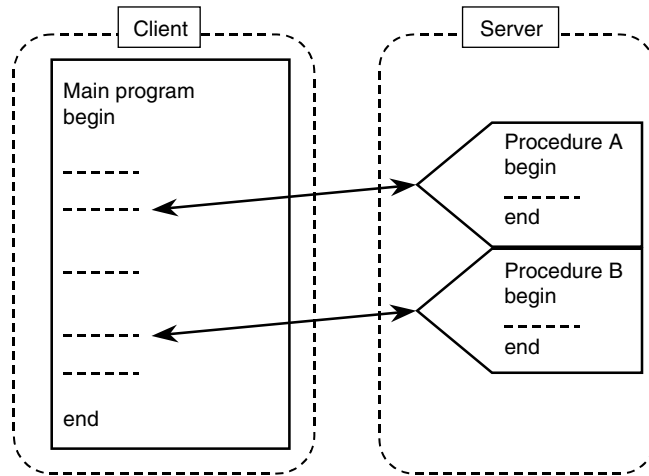 Client
Main program
begin
end
Server
Procedure A
begin
end
Procedure B
begin
end